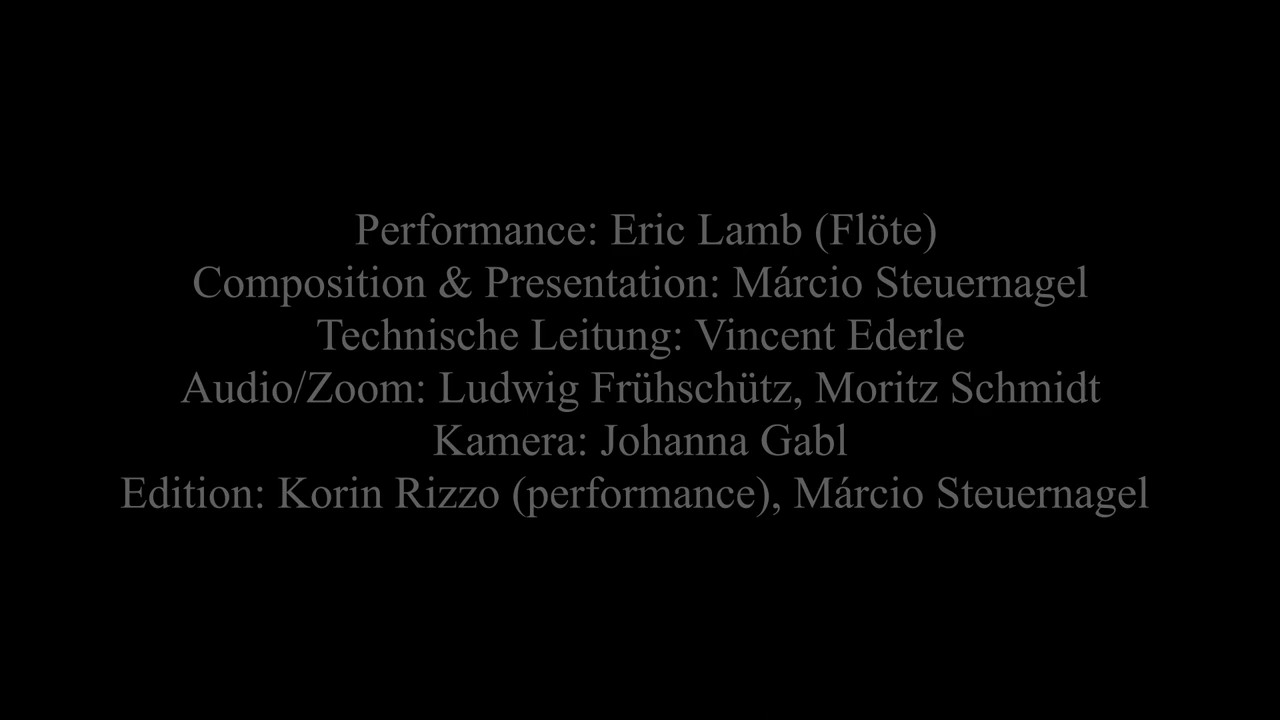 Performance: Eric Lamb (Flöte)
Composition & Presentation: Márcio Steuernagel
Technische Leitung: Vincent Ederle
Audio/Zoom: Ludwig Frühschütz, Moritz Schmidt
Kamera: Johanna Gabl
Edition: Korin Rizzo (performance), Márcio Steuernagel